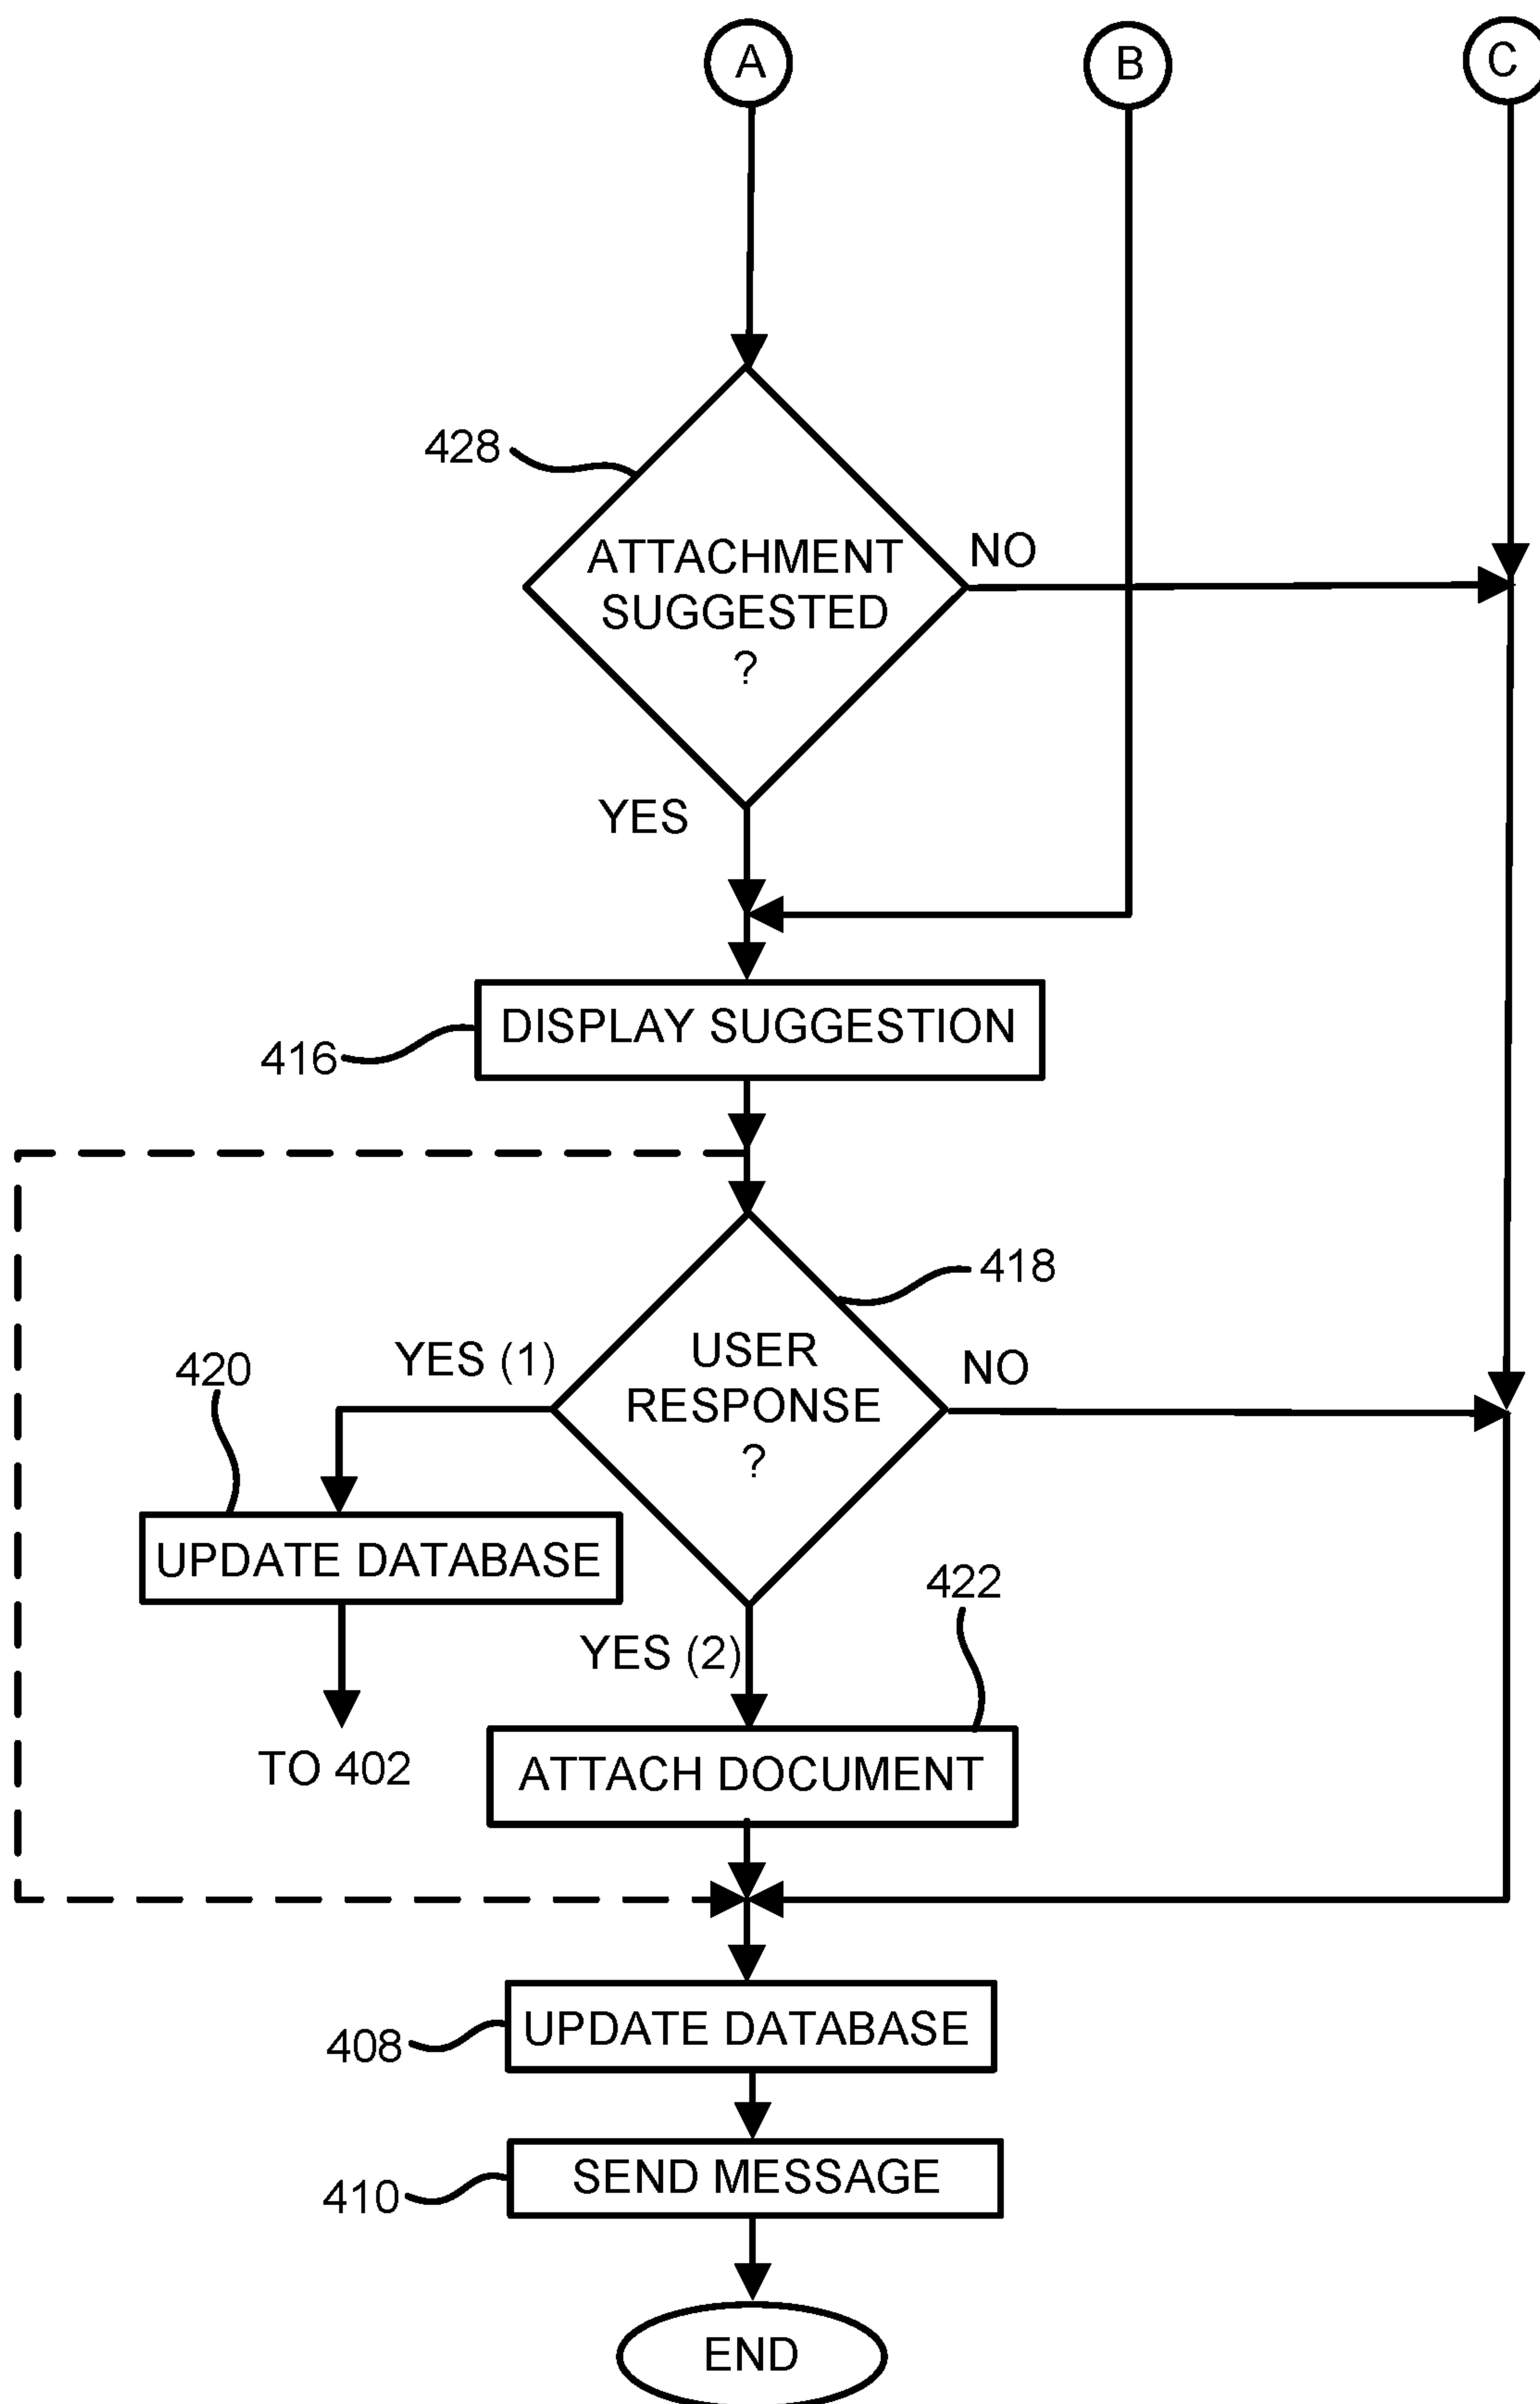 A
B
C
428
ATTACHMENT
SUGGESTED
?
NO
YES
DISPLAY SUGGESTION
416
418
USER
RESPONSE
?
YES (1)
NO
420
UPDATE DATABASE
422
YES (2)
TO 402
ATTACH DOCUMENT
UPDATE DATABASE
408
SEND MESSAGE
410
END